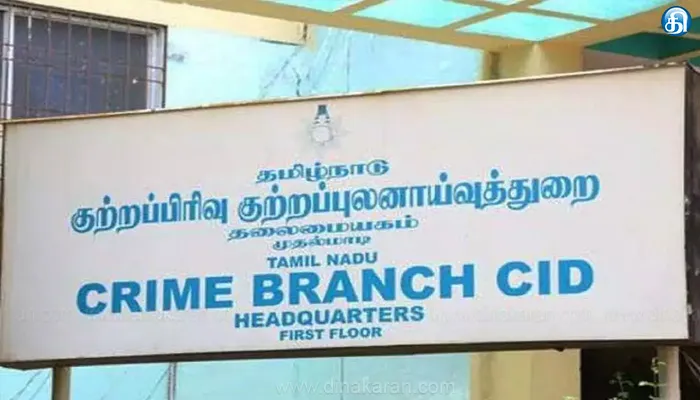 தி
தமிழ்நாடு
குற்றப்பிரிவு குற்றப்புலனாய்வுத்துறை
தலைமையகம்
முதல்மாடி
TAMIL NADU
CRIME BRANCH CID
HEADQUARTERS
FIRST FLOOR
www.dinakaran.com